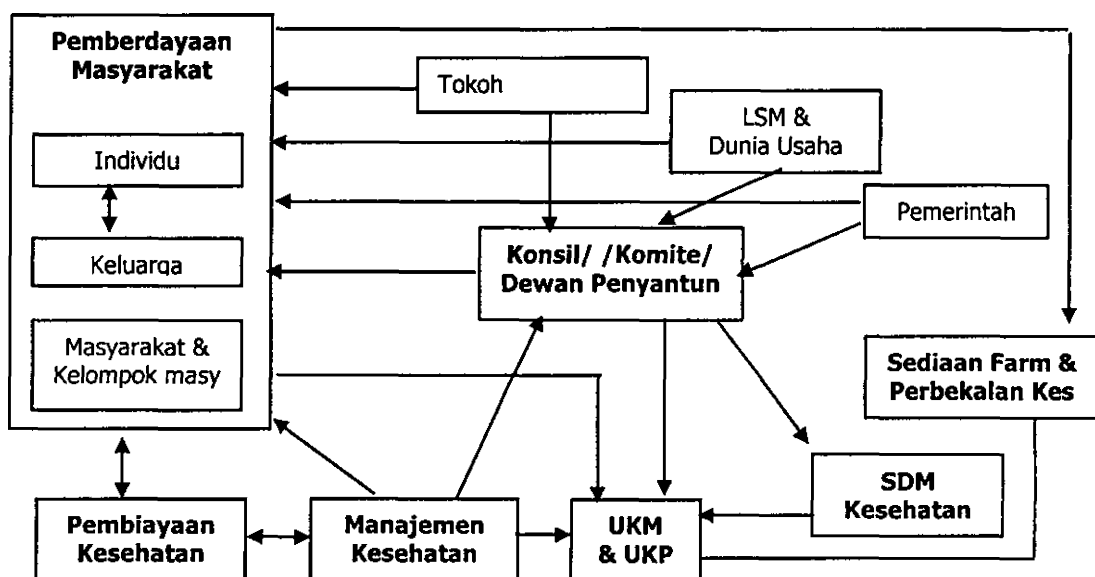 Pemberdayaan
Masyarakat
Tokoh
LSM &
Dunia Usaha
Individu
Pemerintah
Keluarga
Konsil/ /Komite/
Dewan Penyantun
Masyarakat &
Kelompok masy
Sediaan Farm &
Perbekalan Kes
SDM
Kesehatan
Pembiayaan
Kesehatan
Manajemen
Kesehatan
UKM
& UKP